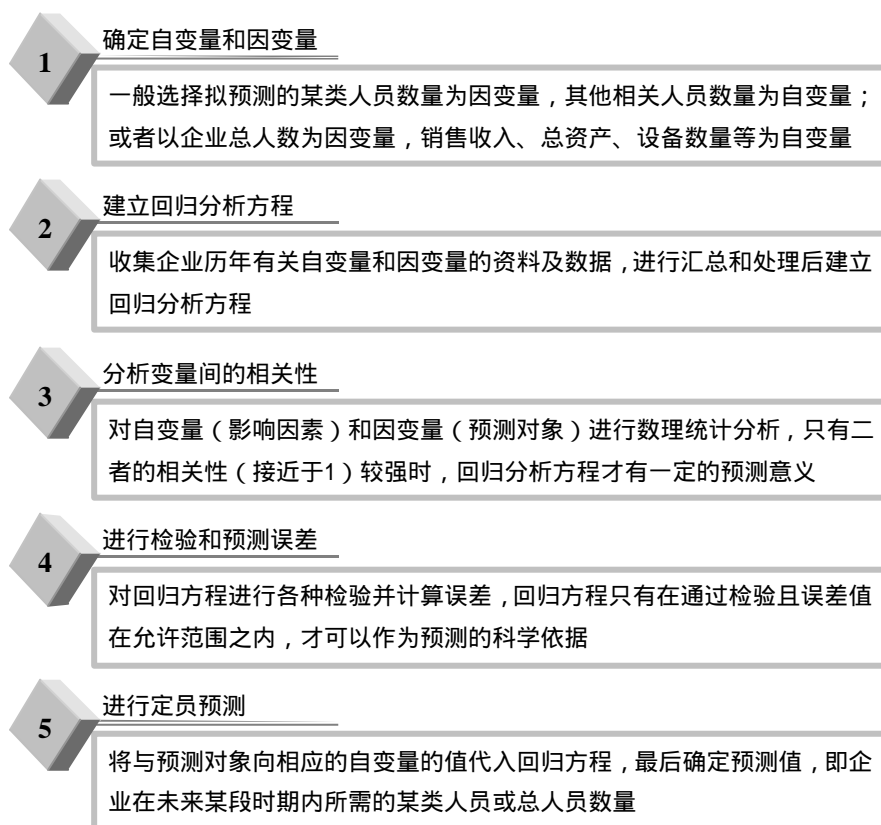 1
确定自变量和因变量
一般选择拟预测的某类人员数量为因变量，其他相关人员数量为自变量；
或者以企业总人数为因变量，销售收入、总资产、设备数量等为自变量
2
建立回归分析方程
收集企业历年有关自变量和因变量的资料及数据，进行汇总和处理后建立
回归分析方程
3
分析变量间的相关性
对自变量（影响因素）和因变量（预测对象）进行数理统计分析，只有二
者的相关性（接近于1）较强时，回归分析方程才有一定的预测意义
4
进行检验和预测误差
对回归方程进行各种检验并计算误差，回归方程只有在通过检验且误差值
在允许范围之内，才可以作为预测的科学依据
5
进行定员预测
将与预测对象向相应的自变量的值代入回归方程，最后确定预测值，即企
业在未来某段时期内所需的某类人员或总人员数量